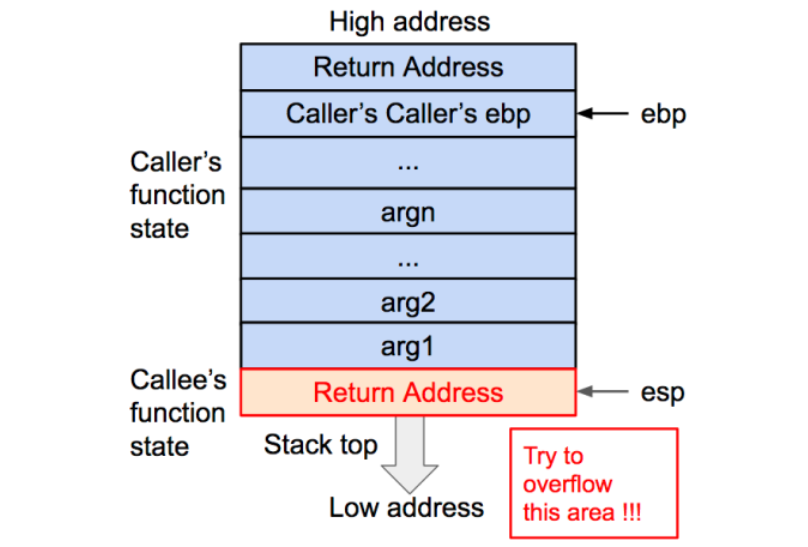 High address
Return Address
Caller’s Caller’s ebp
ebp
Caller’s
function
state
...
argn
...
arg2
arg1
Callee’s
function
state
Return Address
esp
Stack top
Low address
Try to
overflow
this area !!!